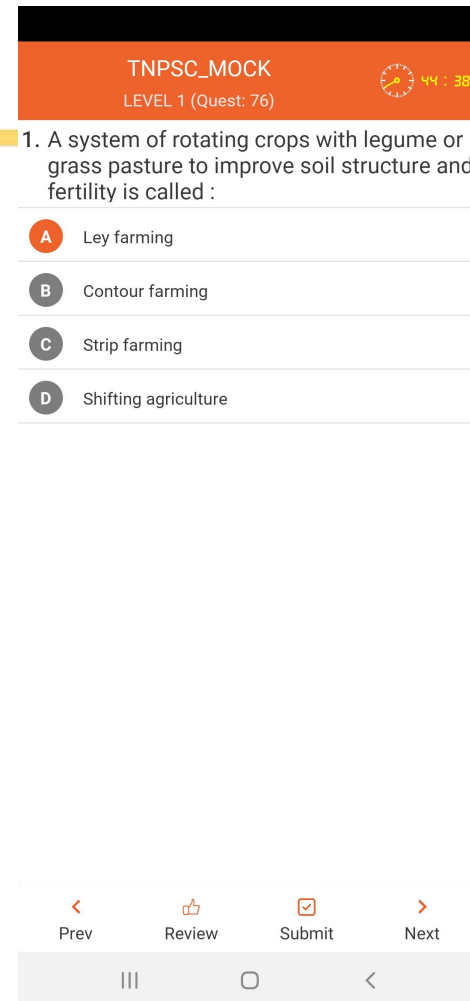 TNPSC_MOCK
LEVEL 1 (Quest: 76)
44 : 38
1. A system of rotating crops with legume or
grass pasture to improve soil structure and
fertility is called :
A Ley farming
B Contour farming
C Strip farming
D Shifting agriculture
Prev Review Submit Next